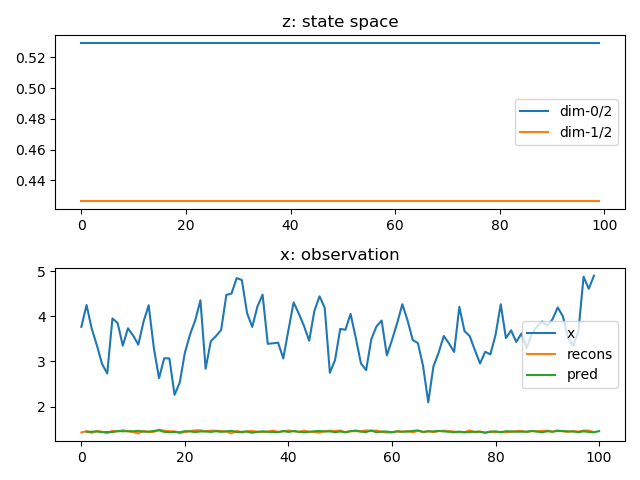 z: state space
0.52
0.50
0.48
0.46
0.44
dim-0/2
dim-1/2
0 20 40 60 80 100
x: observation
5
4
3
2
x
recons
pred
0 20 40 60 80 100